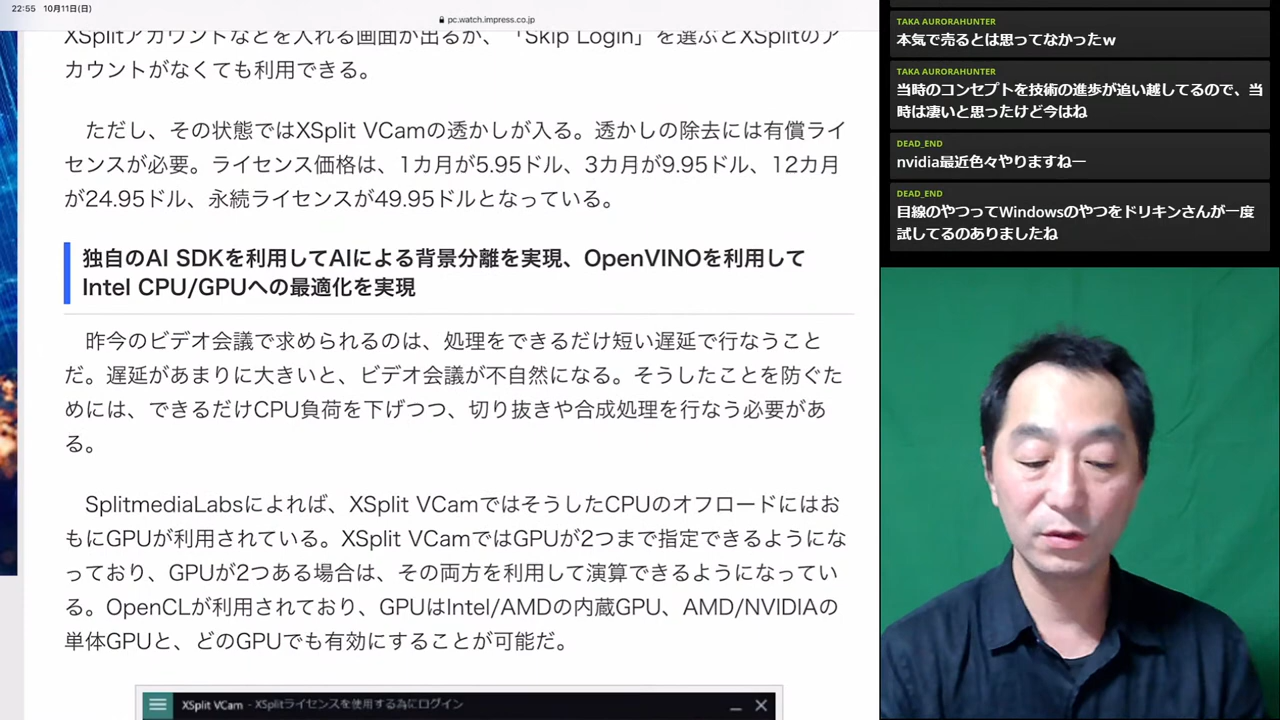 22:55 10月11日(日)
pc.watch.impress.co.jp
XSplitアカウントなどを入れる画面が出るが、「Skip Login」を選ぶとXSplitのア
カウントがなくても利用できる。
ただし、その状態ではXSplit VCamの透かしが入る。透かしの除去には有償ライ
センスが必要。ライセンス価格は、1カ月が5.95ドル、3カ月が9.95ドル、12カ月
が24.95ドル、永続ライセンスが49.95ドルとなっている。
独自のAI SDKを利用してAIによる背景分離を実現、OpenVINOを利用して
Intel CPU/GPUへの最適化を実現
昨今のビデオ会議で求められるのは、処理をできるだけ短い遅延で行なうこと
だ。遅延があまりに大きいと、ビデオ会議が不自然になる。そうしたことを防ぐた
めには、できるだけCPU負荷を下げつつ、切り抜きや合成処理を行なう必要があ
る。
SplitmediaLabsによれば、XSplit VCamではそうしたCPUのオフロードにはお
もにGPUが利用されている。XSplit VCamではGPUが2つまで指定できるようにな
っており、GPUが2つある場合は、その両方を利用して演算できるようになってい
る。OpenCLが利用されており、GPUはIntel/AMDの内蔵GPU、AMD/NVIDIAの
単体GPUと、どのGPUでも有効にすることが可能だ。
XSplit VCam - XSplitライセンスを使用する為にログイン
TAKA AURORAHUNTER
本気で売るとは思ってなかったw
TAKA AURORAHUNTER
当時のコンセプトを技術の進歩が追い越してるので、当
時は凄いと思ったけど今はね
DEAD_END
nvidia最近色々やりますねー
DEAD_END
目線のやつってWindowsのやつをドリキンさんが一度
試してるのありましたね